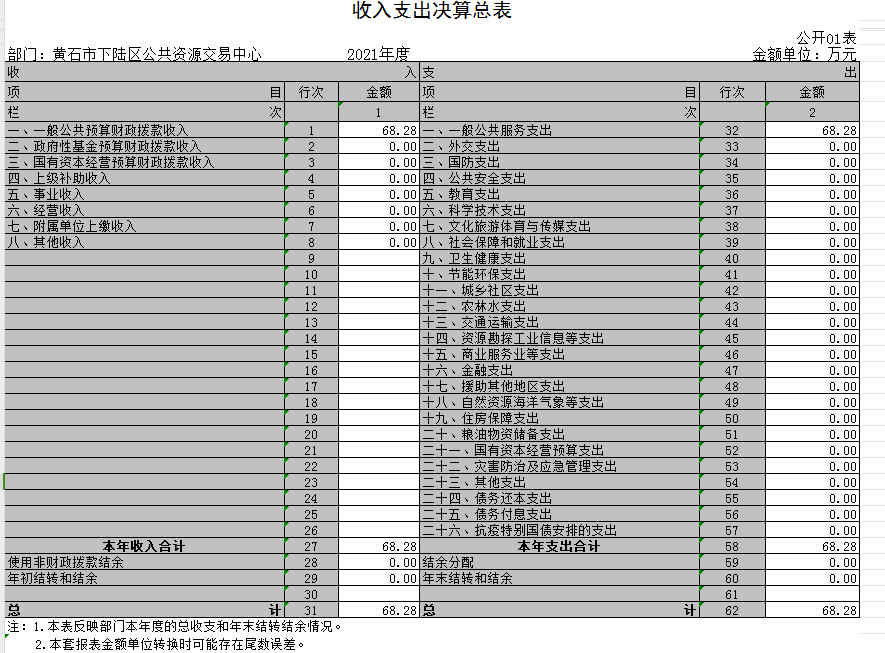 收入支出决算总表
公开01表
部门：黄石市下陆区公共资源交易中心 2021年度 金额单位：万元
收 入 支 出
项 目 行次 金额 项 目 行次 金额
栏 次 1 栏 次 2
一、一般公共预算财政拨款收入 1 68.28 一、一般公共服务支出 32 68.28
二、政府性基金预算财政拨款收入 2 0.00 二、外交支出 33 0.00
三、国有资本经营预算财政拨款收入 3 0.00 三、国防支出 34 0.00
四、上级补助收入 4 0.00 四、公共安全支出 35 0.00
五、事业收入 5 0.00 五、教育支出 36 0.00
六、经营收入 6 0.00 六、科学技术支出 37 0.00
七、附属单位上缴收入 7 0.00 七、文化旅游体育与传媒支出 38 0.00
八、其他收入 8 0.00 八、社会保障和就业支出 39 0.00
9 九、卫生健康支出 40 0.00
10 十、节能环保支出 41 0.00
11 十一、城乡社区支出 42 0.00
12 十二、农林水支出 43 0.00
13 十三、交通运输支出 44 0.00
14 十四、资源勘探工业信息等支出 45 0.00
15 十五、商业服务业等支出 46 0.00
16 十六、金融支出 47 0.00
17 十七、援助其他地区支出 48 0.00
18 十八、自然资源海洋气象等支出 49 0.00
19 十九、住房保障支出 50 0.00
20 二十、粮油物资储备支出 51 0.00
21 二十一、国有资本经营预算支出 52 0.00
22 二十二、灾害防治及应急管理支出 53 0.00
23 二十三、其他支出 54 0.00
24 二十四、债务还本支出 55 0.00
25 二十五、债务付息支出 56 0.00
26 二十六、抗疫特别国债安排的支出 57 0.00
本年收入合计 27 68.28 本年支出合计 58 68.28
使用非财政拨款结余 28 0.00 结余分配 59 0.00
年初结转和结余 29 0.00 年末结转和结余 60 0.00
30 61
总 计 31 68.28 总 计 62 68.28
注：1.本表反映部门本年度的总收支和年末结转结余情况。
2.本套报表金额单位转换时可能存在尾数误差。